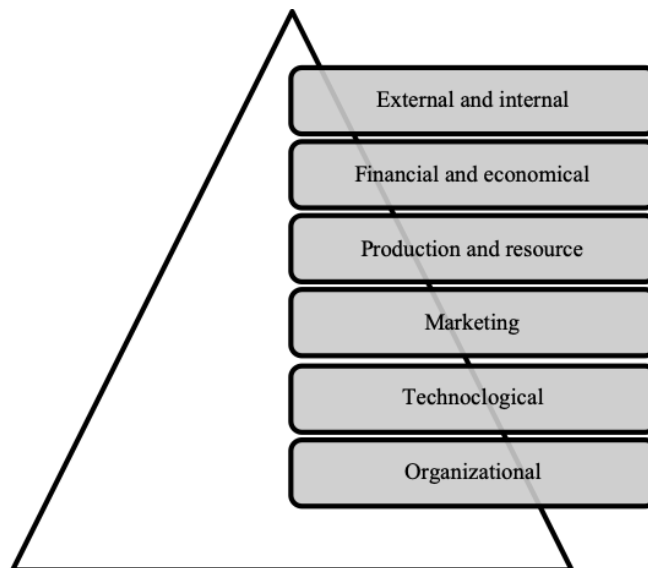 External and internal
Financial and economical
Production and resource
Marketing
Technoclogical
Organizational